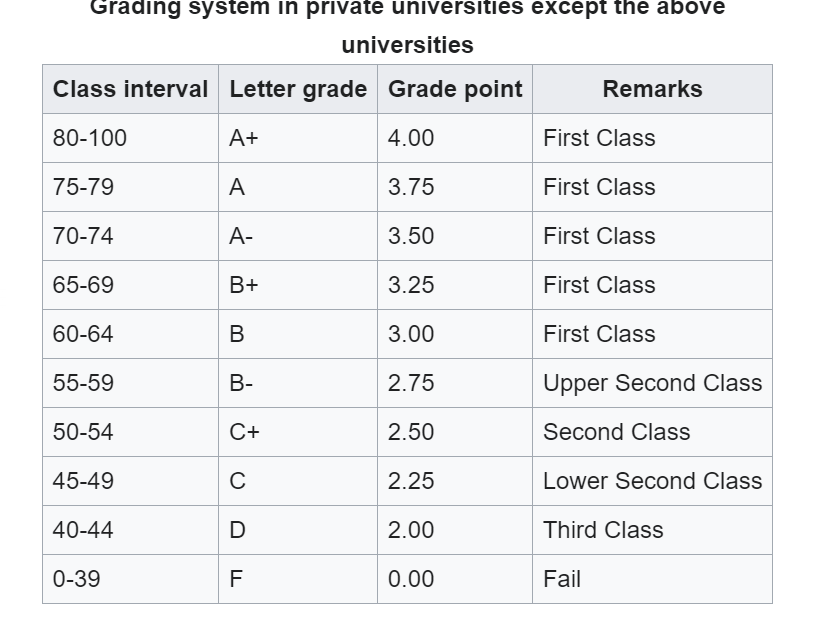 Grading system in private universities except the above
universities
Class interval Letter grade Grade point Remarks
80-100 A+ 4.00 First Class
75-79 A 3.75 First Class
70-74 A- 3.50 First Class
65-69 B+ 3.25 First Class
60-64 B 3.00 First Class
55-59 B- 2.75 Upper Second Class
50-54 C+ 2.50 Second Class
45-49 C 2.25 Lower Second Class
40-44 D 2.00 Third Class
0-39 F 0.00 Fail